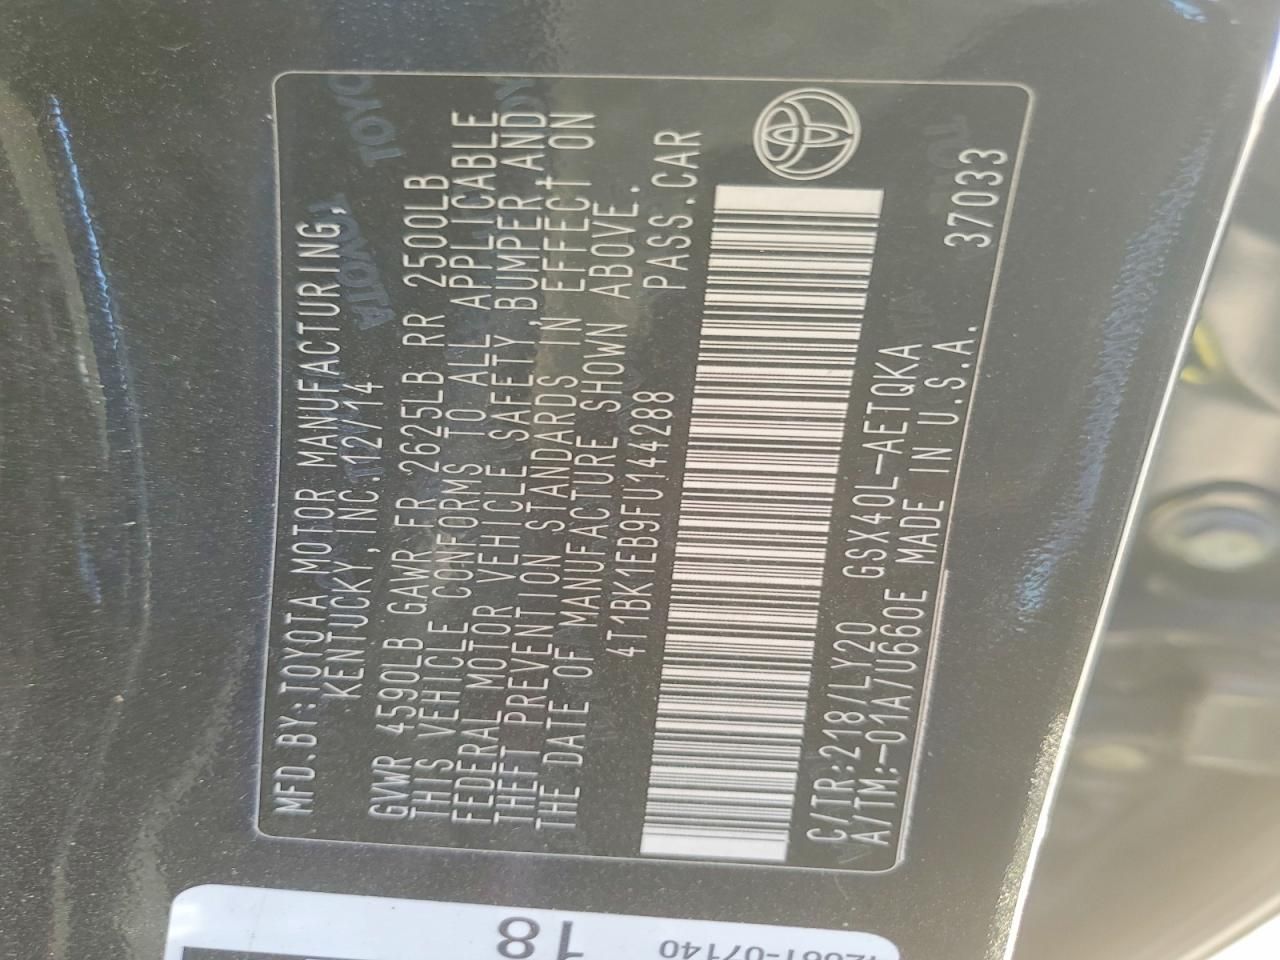 MFD.BY:TOYOTA MOTOR MANUFACTURING,
KENTUCKY, INC. 12/14
GVWR 4590LB GAWR FR 2625LB RR 2500LB
THIS VEHICLE CONFORMS TO ALL APPLICABLE
FEDERAL MOTOR VEHICLE SAFETY, BUMPER AND
THEFT PREVENTION STANDARDS IN EFFECT ON
THE DATE OF MANUFACTURE SHOWN ABOVE.
4T1BK1EB9FU144288 PASS.CAR
C/TR:218/LY20 GSX40L-AETQKA
A/TM:-01A/U660E MADE IN U.S.A. 37033
18